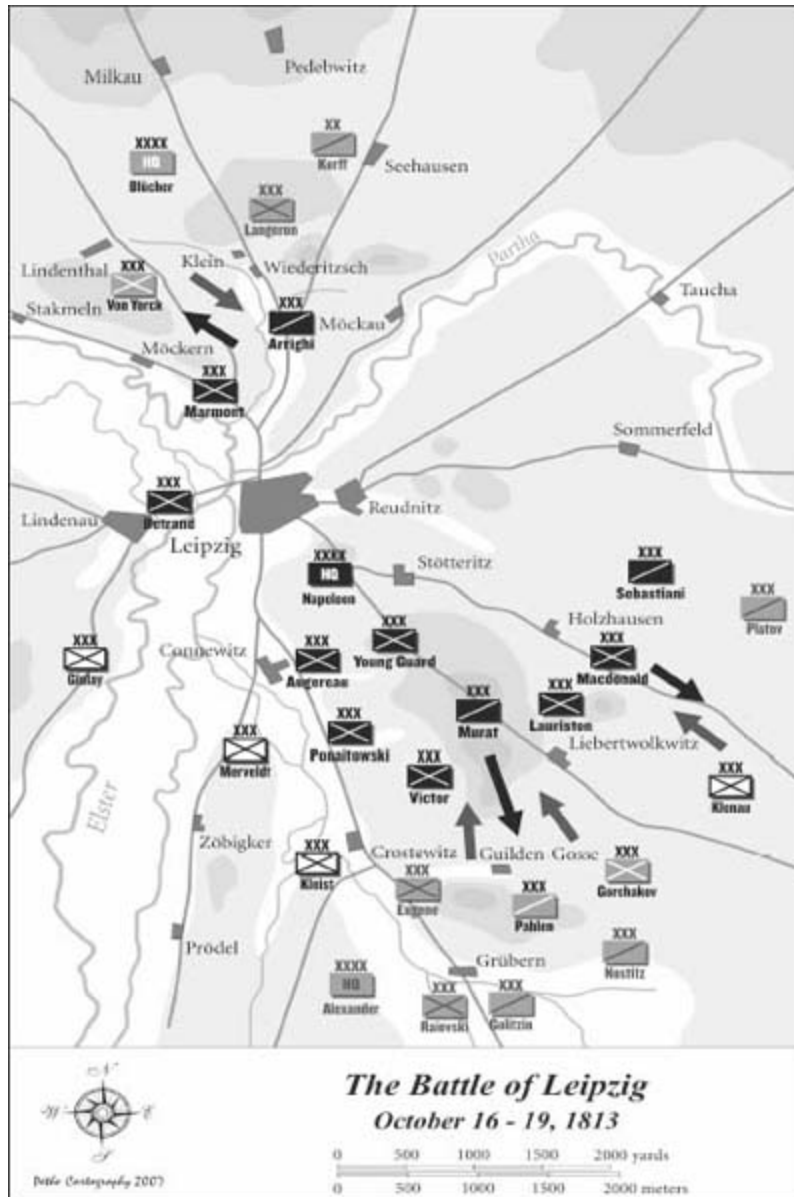 Pedebwitz
Milkau
XX
Korff
XXXX
HQ
Blücher
Seehausen
XXX
Langeron
Partha
Lindenthal
Klein
Wiederitzsch
XXX
Von Yorck
Taucha
Stakmeln
XXX
Arrighi
Möckau
Möckern
XXX
Marmont
Sommerfeld
XXX
Betrand
Lindenau
Reudnitz
Leipzig
XXXX
HQ
Napoleon
Stötteritz
XXX
Sebastiani
XXX
Platov
Holzhausen
XXX
Young Guard
XXX
Giulay
Connewitz
XXX
Augereau
XXX
Macdonald
XXX
Murat
XXX
Lauriston
XXX
Merveldt
XXX
Ponaitowski
Liebertwolkwitz
XXX
Victor
XXX
Klenau
Elster
Zöbigker
Crostewitz
Guilden-Gosse
XXX
Kleist
XXX
Gorchakov
XXX
Eugene
XXX
Pahlen
Prödel
XXX
Nostitz
Grübern
XXXX
HQ
Alexander
XXX
Raievski
XXX
Galitzin
N
W
E
S
The Battle of Leipzig
October 16 - 19, 1813
0 500 1000 1500 2000 yards
0 500 1000 1500 2000 meters
Cartography 2007